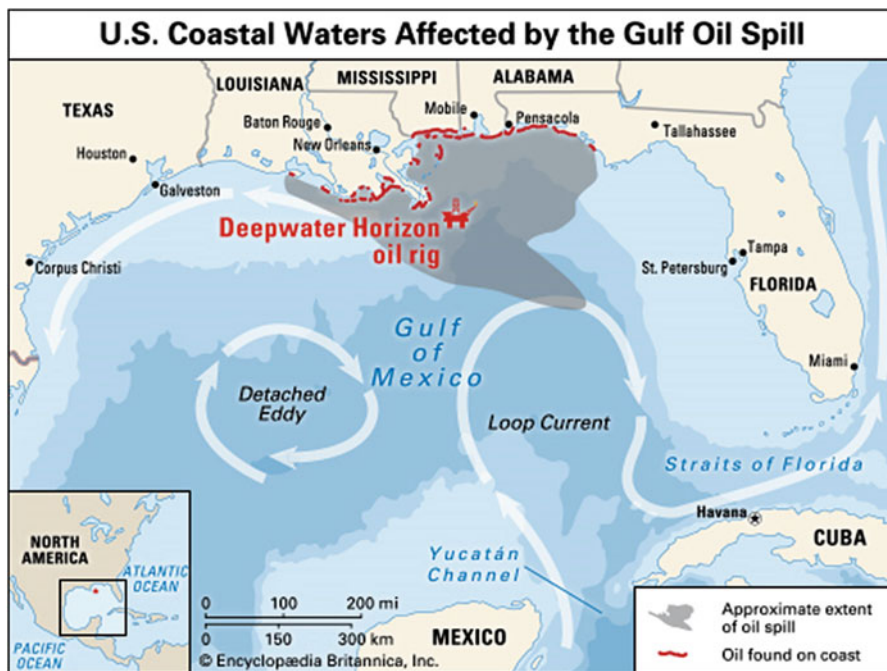 U.S. Coastal Waters Affected by the Gulf Oil Spill
LOUISIANA
MISSISSIPPI
ALABAMA
TEXAS
Baton Rouge
Mobile
Pensacola
Tallahassee
New Orleans
Houston
Galveston
Deepwater Horizon
oil rig
Corpus Christi
Tampa
St. Petersburg
FLORIDA
Gulf
of
Mexico
Miami
Detached
Eddy
Loop Current
Straits of Florida
Havana
CUBA
NORTH
AMERICA
ATLANTIC
OCEAN
PACIFIC
OCEAN
Yucatán
Channel
0 100 200 mi
0 150 300 km
© Encyclopædia Britannica, Inc.
MEXICO
Approximate extent
of oil spill
Oil found on coast